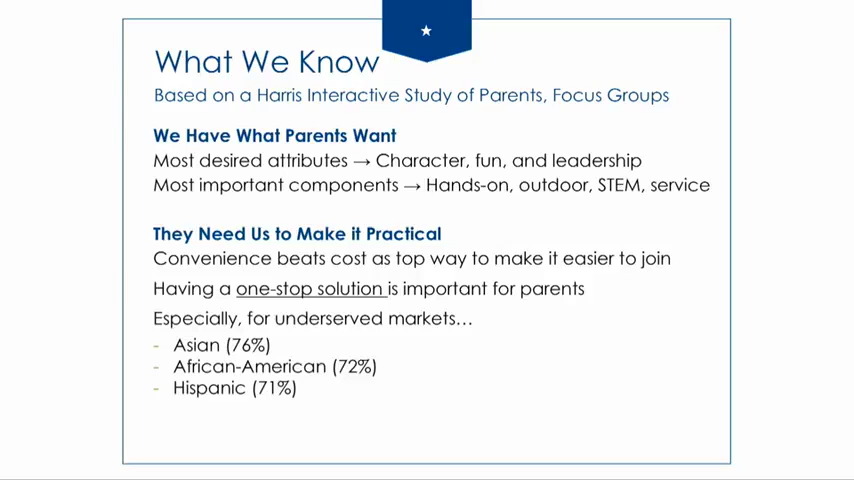 What We Know
Based on a Harris Interactive Study of Parents, Focus Groups
We Have What Parents Want
Most desired attributes → Character, fun, and leadership
Most important components → Hands-on, outdoor, STEM, service
They Need Us to Make it Practical
Convenience beats cost as top way to make it easier to join
Having a one-stop solution is important for parents
Especially, for underserved markets…
- Asian (76%)
- African-American (72%)
- Hispanic (71%)